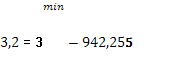 min
3,2 = 3 − 942,255